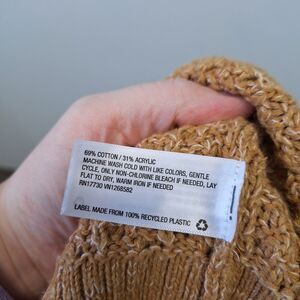 69% COTTON / 31% ACRYLIC
MACHINE WASH COLD WITH LIKE COLORS, GENTLE
CYCLE, ONLY NON-CHLORINE BLEACH IF NEEDED, LAY
FLAT TO DRY, WARM IRON IF NEEDED
RN17730 VN1268582
LABEL MADE FROM 100% RECYCLED PLASTIC